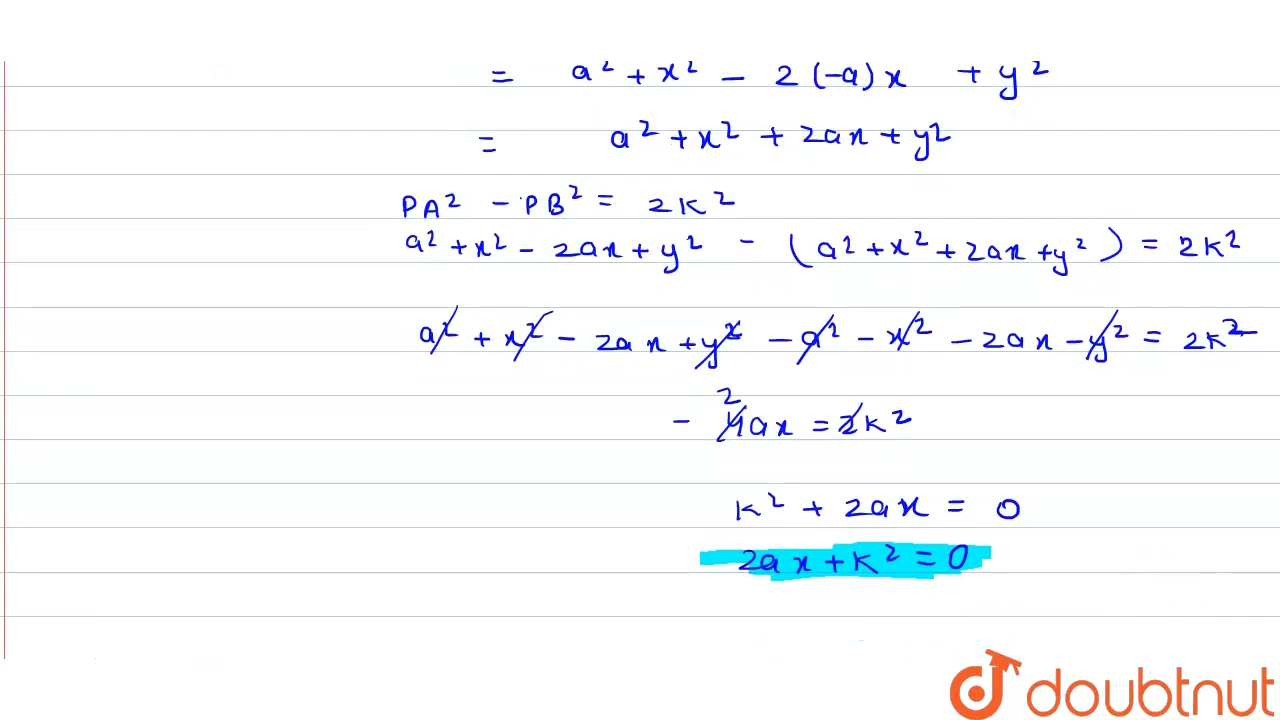 = a² + x² - 2 (-a) x + y²
= a² + x² + 2ax + y²
PA² - PB² = 2K²
a² + x² - 2ax + y² - (a² + x² + 2ax + y²) = 2K²
a² + x² - 2ax + y² - a² - x² - 2ax - y² = 2K²
2
- 4ax = 2K²
K² + 2ax = 0
2ax + K² = 0
doubtnut